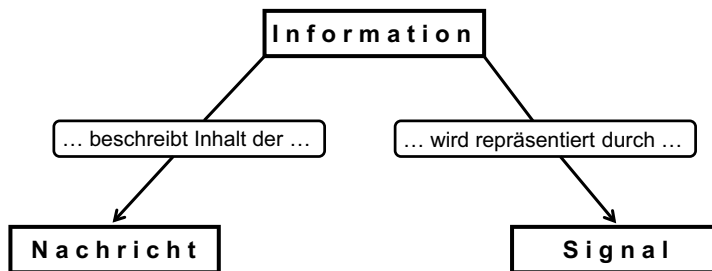 Information
… beschreibt Inhalt der …
… wird repräsentiert durch …
Nachricht
Signal